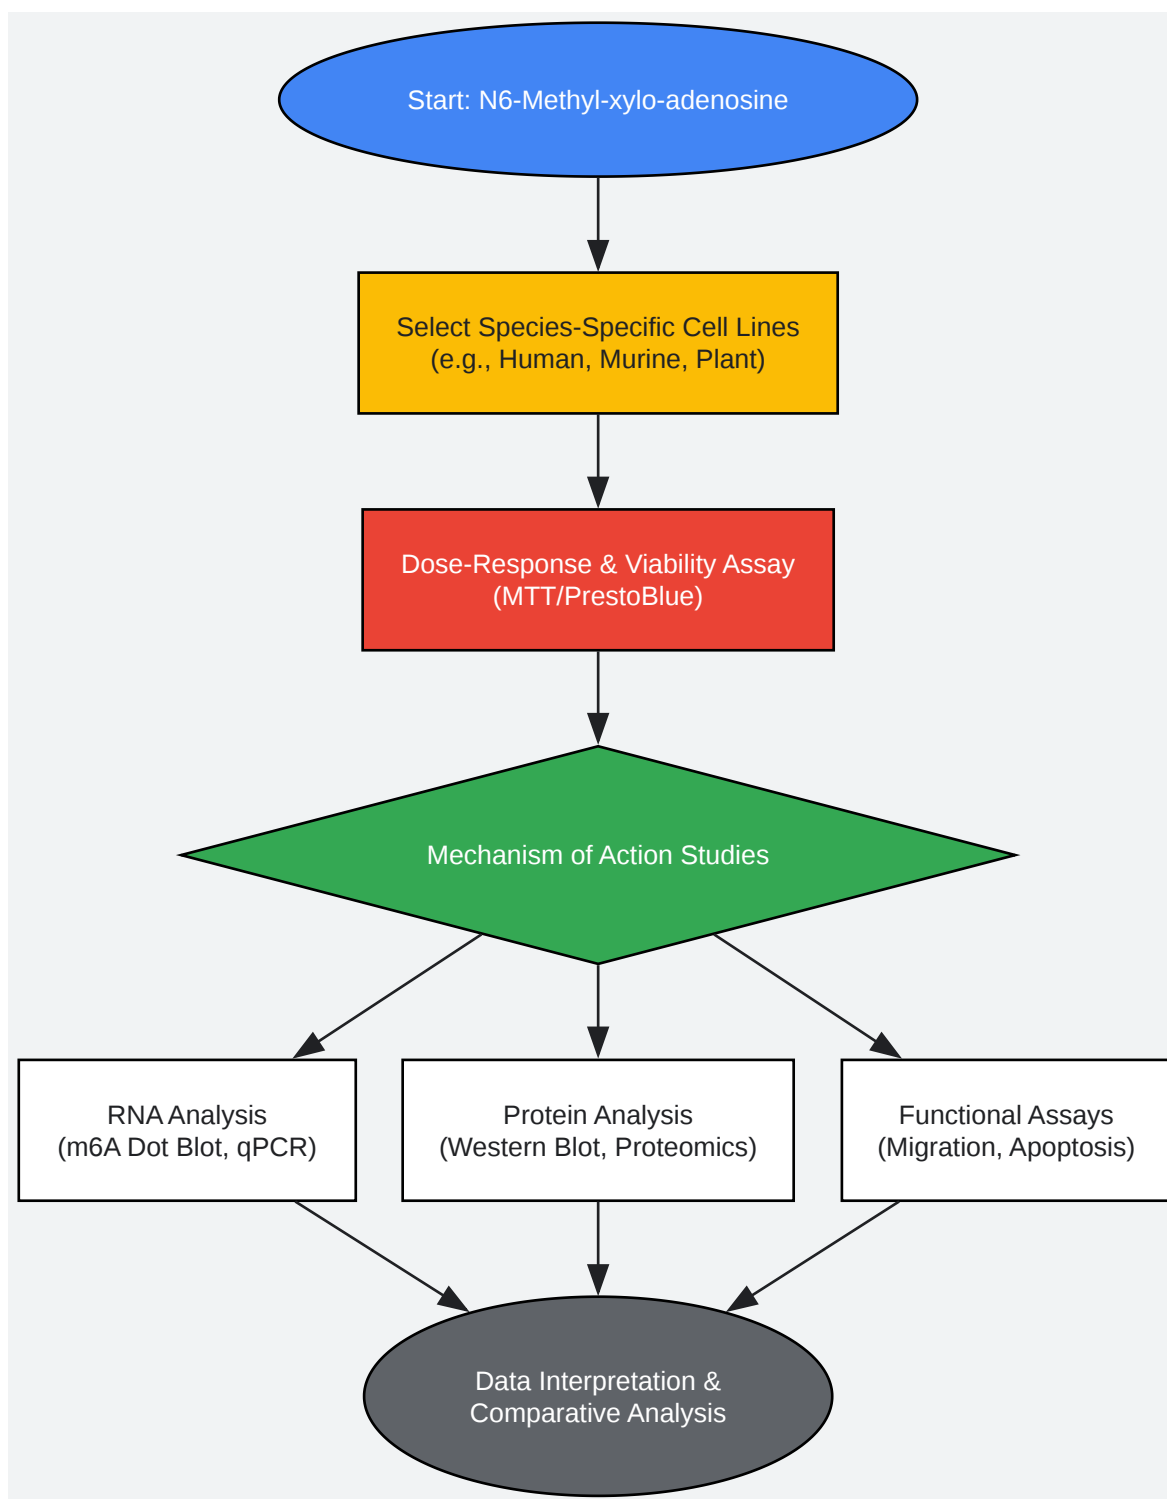 Start: N6-Methyl-xylo-adenosine
Select Species-Specific Cell Lines
(e.g., Human, Murine, Plant)
Dose-Response & Viability Assay
(MTT/PrestoBlue)
Mechanism of Action Studies
RNA Analysis
(m6A Dot Blot, qPCR)
Protein Analysis
(Western Blot, Proteomics)
Functional Assays
(Migration, Apoptosis)
Data Interpretation &
Comparative Analysis